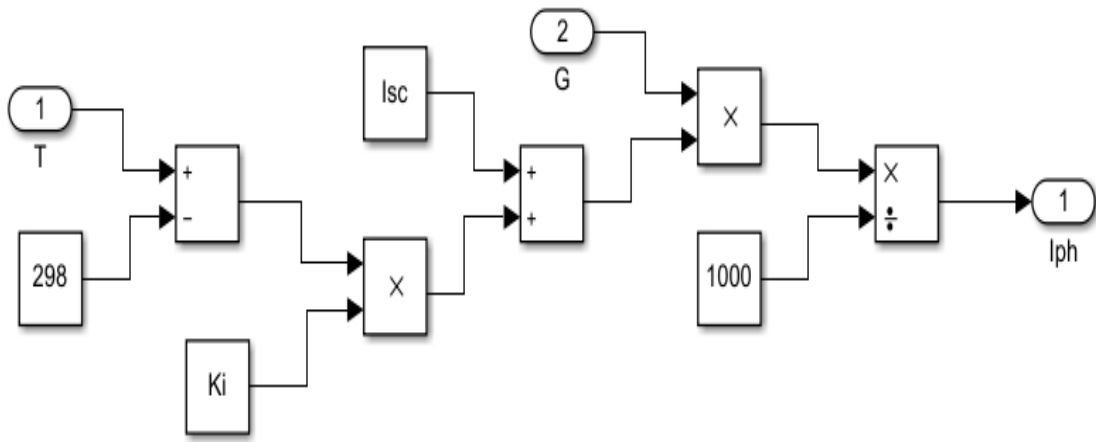 2
G
Isc
×
1
T
+
−
+
+
×
÷
298
×
1000
1
Iph
Ki